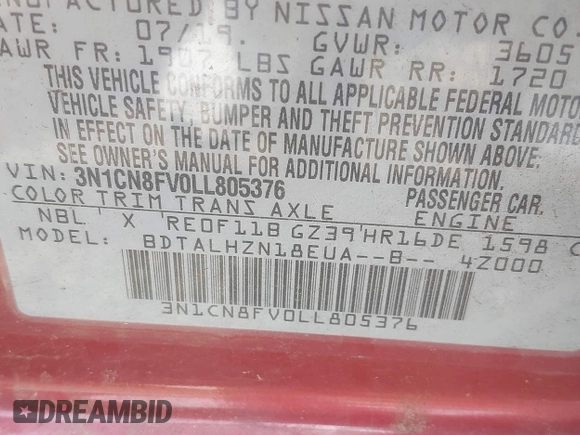 NUFACTURED BY NISSAN MOTOR CO
DATE: 07/19. GVWR: 3605
GAWR FR: 1907 LBS GAWR RR: 1720
THIS VEHICLE CONFORMS TO ALL APPLICABLE FEDERAL MOTO
VEHICLE SAFETY, BUMPER AND THEFT PREVENTION STANDARD
IN EFFECT ON THE DATE OF MANUFACTURE SHOWN ABOVE.
SEE OWNER'S MANUAL FOR ADDITIONAL INFORMATION.
VIN: 3N1CN8FV0LL805376 PASSENGER CAR.
COLOR TRIM TRANS AXLE ENGINE
NBL X RE0F11B GZ39 HR16DE 1598 C
MODEL: BDTALHZN18EUA--B-- 4Z000
3N1CN8FV0LL805376
DREAMBID